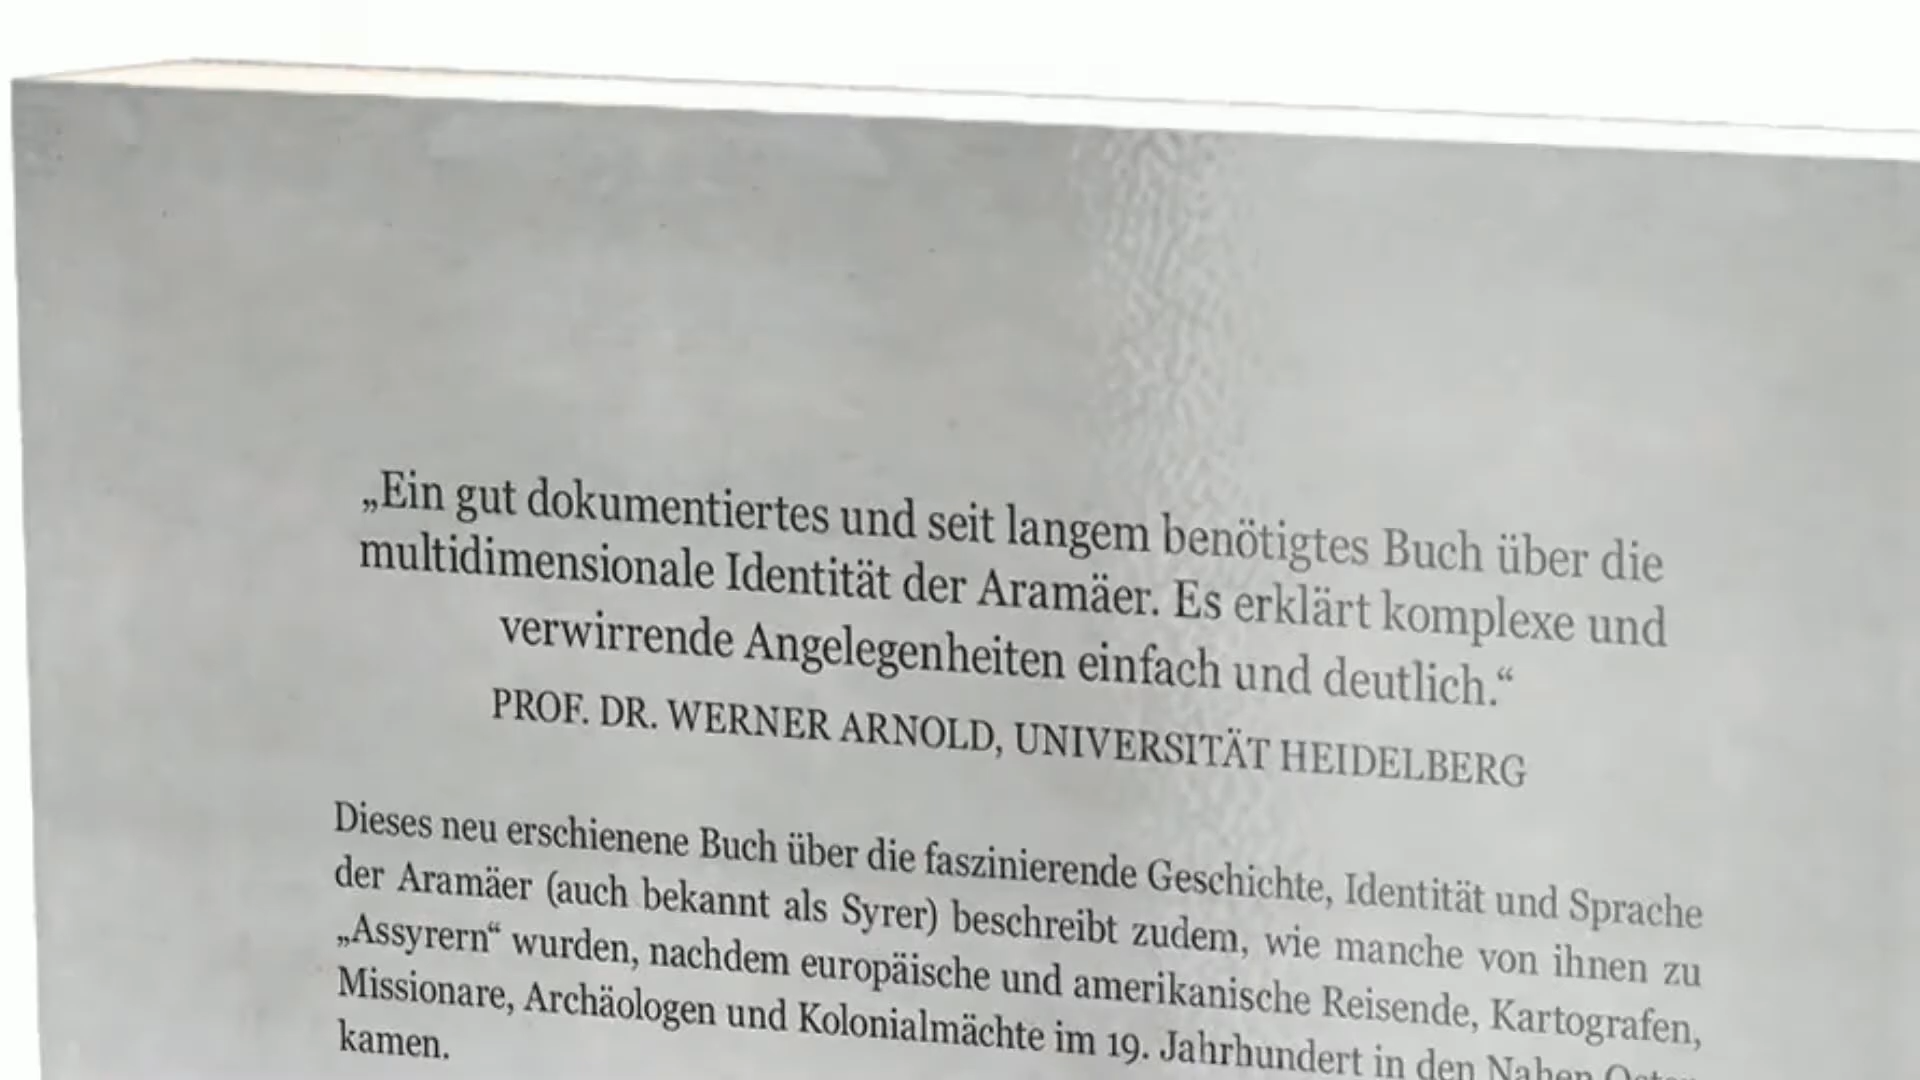 „Ein gut dokumentiertes und seit langem benötigtes Buch über die
multidimensionale Identität der Aramäer. Es erklärt komplexe und
verwirrende Angelegenheiten einfach und deutlich.“
PROF. DR. WERNER ARNOLD, UNIVERSITÄT HEIDELBERG
Dieses neu erschienene Buch über die faszinierende Geschichte, Identität und Sprache
der Aramäer (auch bekannt als Syrer) beschreibt zudem, wie manche von ihnen zu
„Assyrern“ wurden, nachdem europäische und amerikanische Reisende, Kartografen,
Missionare, Archäologen und Kolonialmächte im 19. Jahrhundert in den Nahen
kamen.